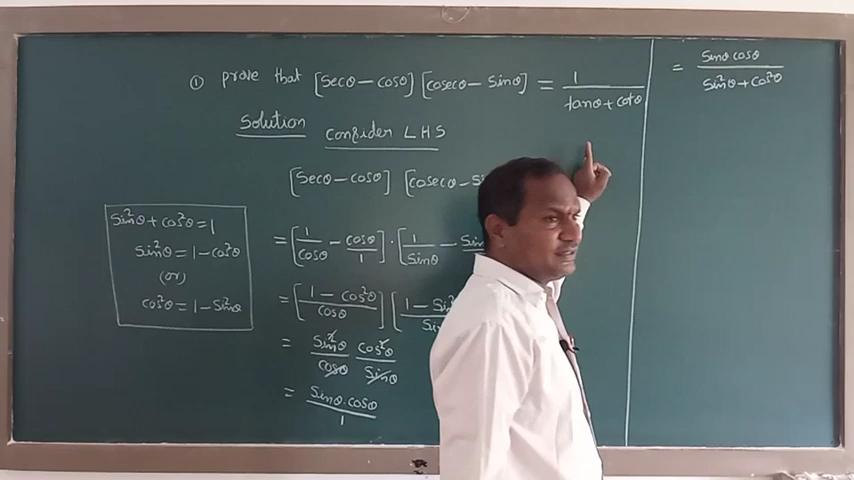 ① prove that [secθ − cosθ] [cosecθ − sinθ] = 1 / tanθ + cotθ
Solution Consider LHS
[secθ − cosθ] [cosecθ −
= [1/cosθ − cosθ/1] · [1/sinθ −
= [1 − cos²θ / cosθ] [1 −
= sin²θ/cosθ cos²θ/sinθ
= sinθ·cosθ / 1
sin²θ + cos²θ = 1
sin²θ = 1 − cos²θ
(or)
cos²θ = 1 − sin²θ
= sinθ cosθ / sin²θ + cos²θ